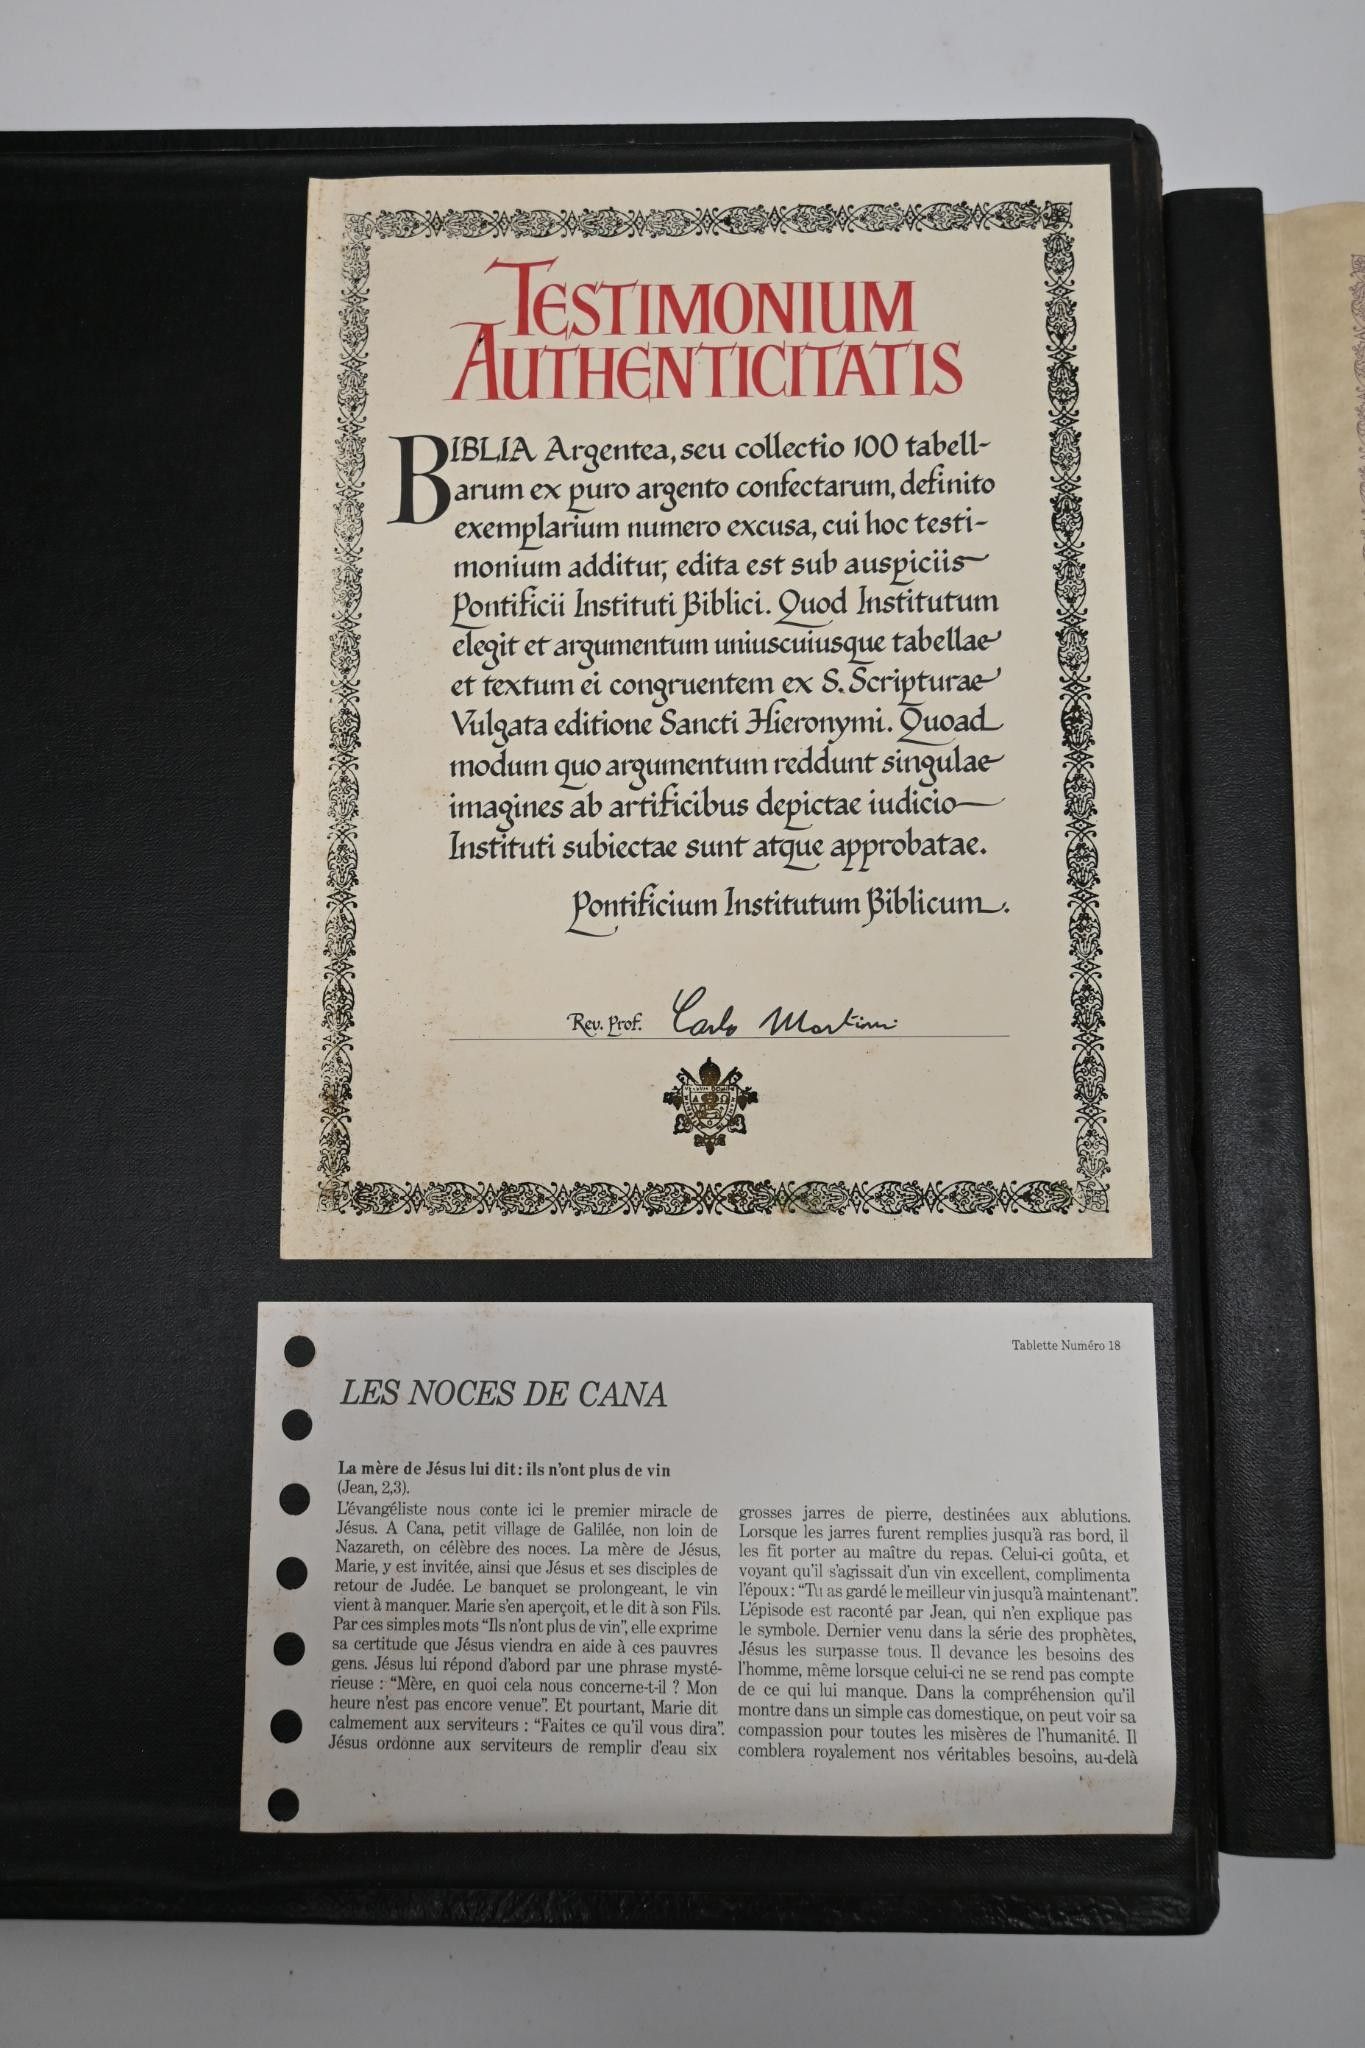 TESTIMONIUM
AUTHENTICITATIS
BIBLIA Argentea, seu collectio 100 tabell-
arum ex puro argento confectarum, definito
exemplarium numero excusa, cui hoc testi-
monium additur, edita est sub auspiciis
Pontificii Instituti Biblici. Quod Institutum
elegit et argumentum uniuscuiusque tabellae
et textum ei congruentem ex S. Scripturae
Vulgata editione Sancti Hieronymi. Quoad
modum quo argumentum reddunt singulae
imagines ab artificibus depictae iudicio
Instituti subiectae sunt atque approbatae.
Pontificium Institutum Biblicum.
Rev. Prof. Carlo Martini
Tablette Numéro 18
LES NOCES DE CANA
La mère de Jésus lui dit: ils n'ont plus de vin
(Jean, 2,3).
L'évangéliste nous conte ici le premier miracle de
Jésus. A Cana, petit village de Galilée, non loin de
Nazareth, on célèbre des noces. La mère de Jésus,
Marie, y est invitée, ainsi que Jésus et ses disciples de
retour de Judée. Le banquet se prolongeant, le vin
vient à manquer. Marie s'en aperçoit, et le dit à son Fils.
Par ces simples mots "Ils n'ont plus de vin", elle exprime
sa certitude que Jésus viendra en aide à ces pauvres
gens. Jésus lui répond d'abord par une phrase mysté-
rieuse : "Mère, en quoi cela nous concerne-t-il ? Mon
heure n'est pas encore venue". Et pourtant, Marie dit
calmement aux serviteurs : "Faites ce qu'il vous dira".
Jésus ordonne aux serviteurs de remplir d'eau six
grosses jarres de pierre, destinées aux ablutions.
Lorsque les jarres furent remplies jusqu'à ras bord, il
les fit porter au maître du repas. Celui-ci goûta, et
voyant qu'il s'agissait d'un vin excellent, complimenta
l'époux : "Tu as gardé le meilleur vin jusqu'à maintenant".
L'épisode est raconté par Jean, qui n'en explique pas
le symbole. Dernier venu dans la série des prophètes,
Jésus les surpasse tous. Il devance les besoins des
l'homme, même lorsque celui-ci ne se rend pas compte
de ce qui lui manque. Dans la compréhension qu'il
montre dans un simple cas domestique, on peut voir sa
compassion pour toutes les misères de l'humanité. Il
comblera royalement nos véritables besoins, au-delà